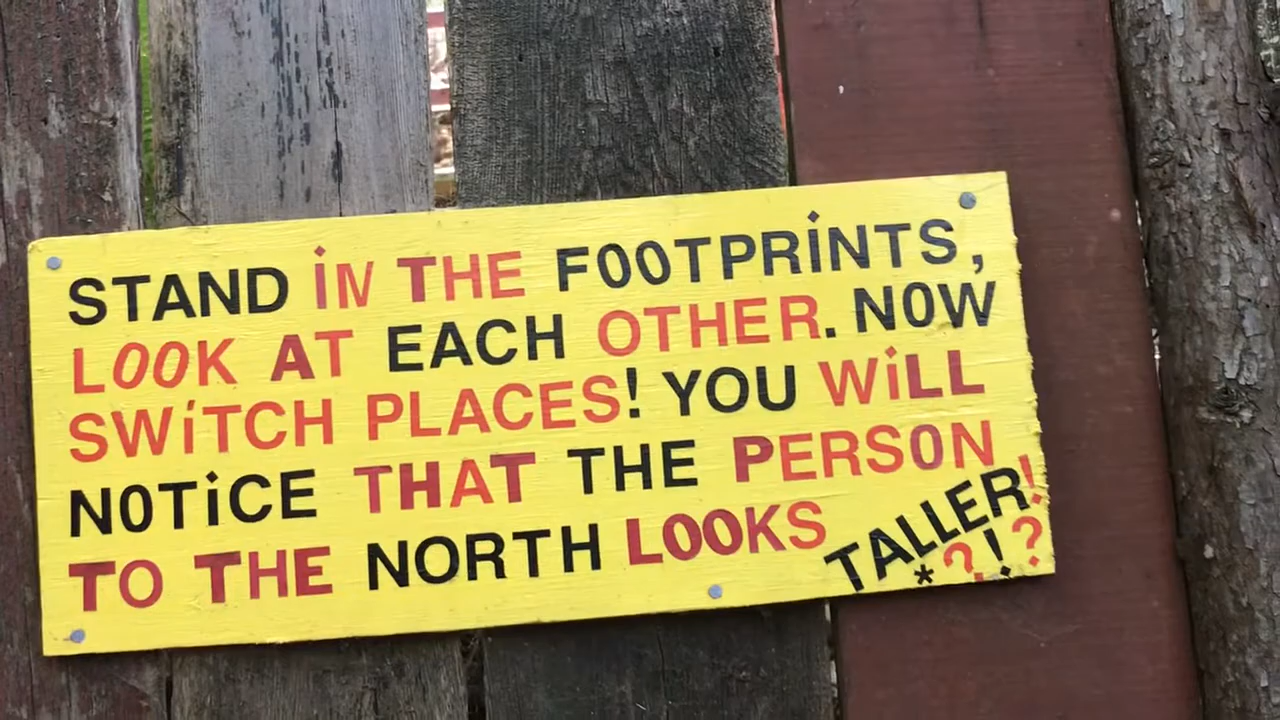 STAND iN THE FOOTPRiNTS,
LOOK AT EACH OTHER. NOW
SWiTCH PLACES! YOU WiLL
NOTiCE THAT THE PERSON
TO THE NORTH LOOKS TALLER!
*?!?